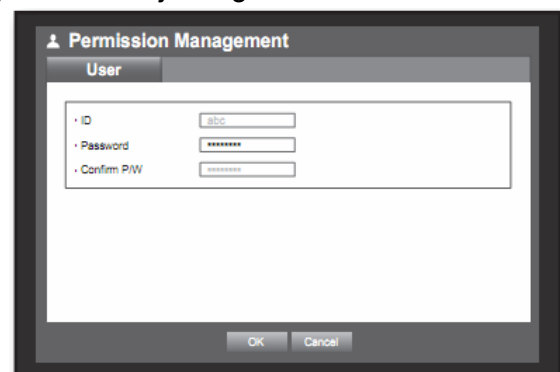 Permission Management
User
· ID abc
· Password ********
· Confirm P/W ********
OK Cancel